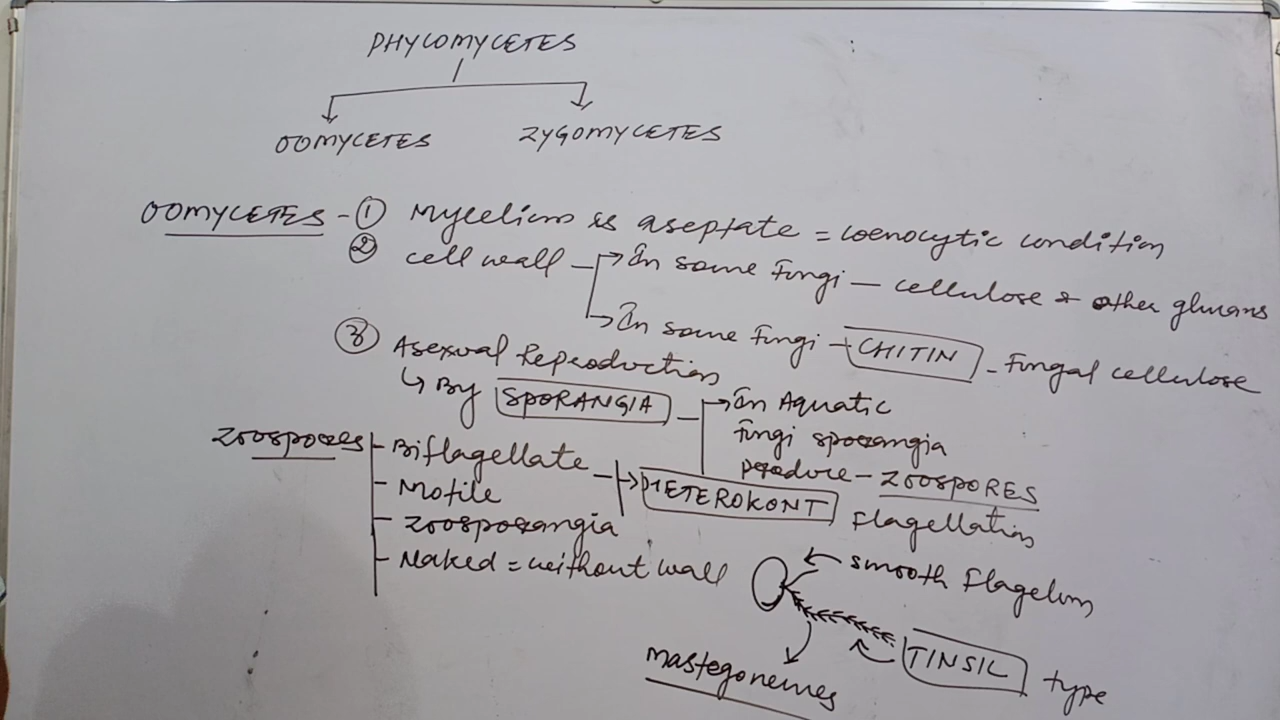 PHYCOMYCETES
OOMYCETES ZYGOMYCETES
OOMYCETES - ① Mycelium is aseptate = coenocytic condition
② cell wall → In some Fungi - cellulose & other glucans
→ In some Fungi - CHITIN - Fungal cellulose
③ Asexual Reproduction
↳ By SPORANGIA → In Aquatic
Fungi sporangia
produce - ZOOSPORES
Zoospores - Biflagellate → HETEROKONT Flagellation
- Motile
- Zoosporangia
- Naked = without wall
← smooth Flagellum
TINSIL type
mastegonemes